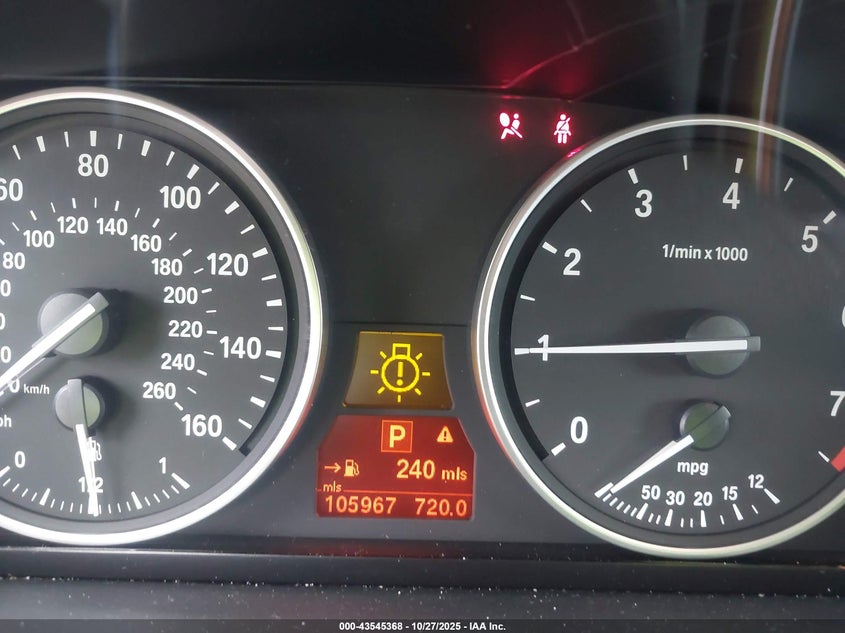 60 80 100 120 140 160
80 100 120 140 160 180 200 220 240 260
km/h
0 1/2 1
1/min x 1000
0 1 2 3 4 5 7
mpg
50 30 20 15 12
P
240 mls
mls
105967 720.0
000-43545368 | 10/27/2025 - IAA Inc.